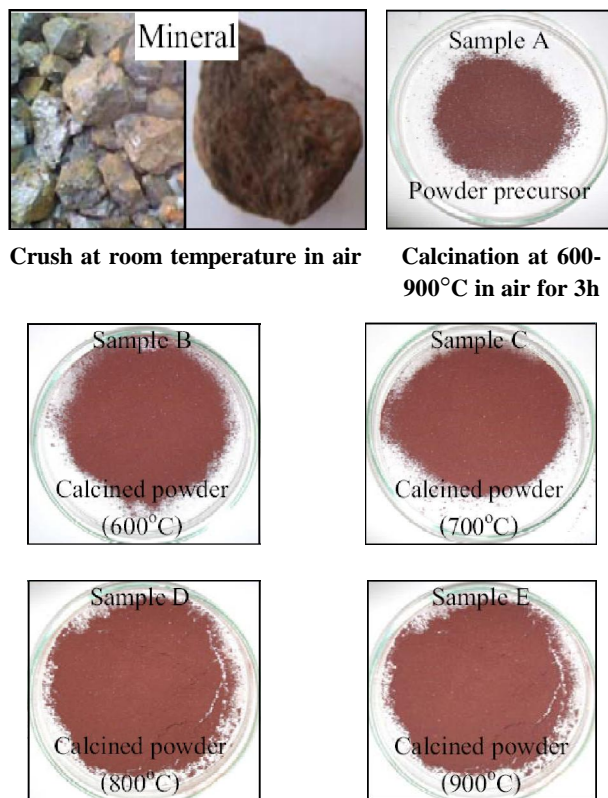 Mineral
Sample A
Powder precursor
Crush at room temperature in air
Calcination at 600-
900°C in air for 3h
Sample B
Calcined powder
(600°C)
Sample C
Calcined powder
(700°C)
Sample D
Calcined powder
(800°C)
Sample E
Calcined powder
(900°C)